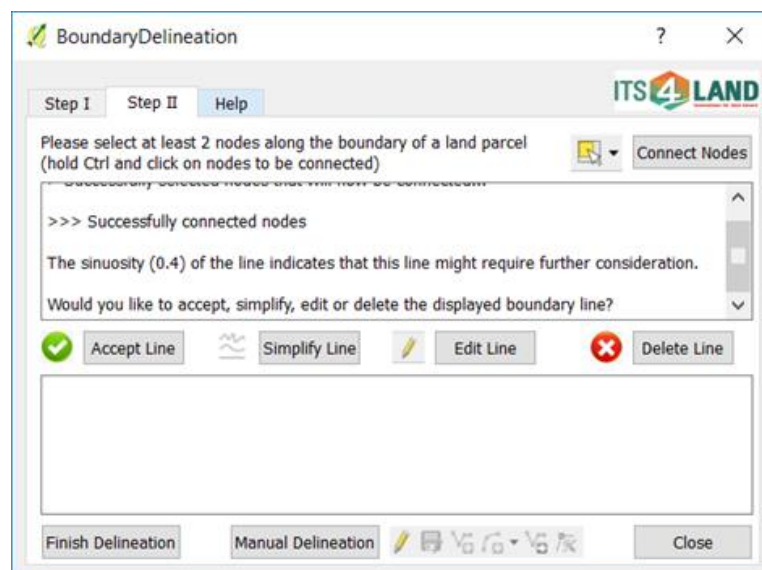 BoundaryDelineation
?
ITS4LAND
Step I
Step II
Help
Please select at least 2 nodes along the boundary of a land parcel
(hold Ctrl and click on nodes to be connected)
Connect Nodes
>>> Successfully connected nodes
The sinuosity (0.4) of the line indicates that this line might require further consideration.
Would you like to accept, simplify, edit or delete the displayed boundary line?
Accept Line
Simplify Line
Edit Line
Delete Line
Finish Delineation
Manual Delineation
Close